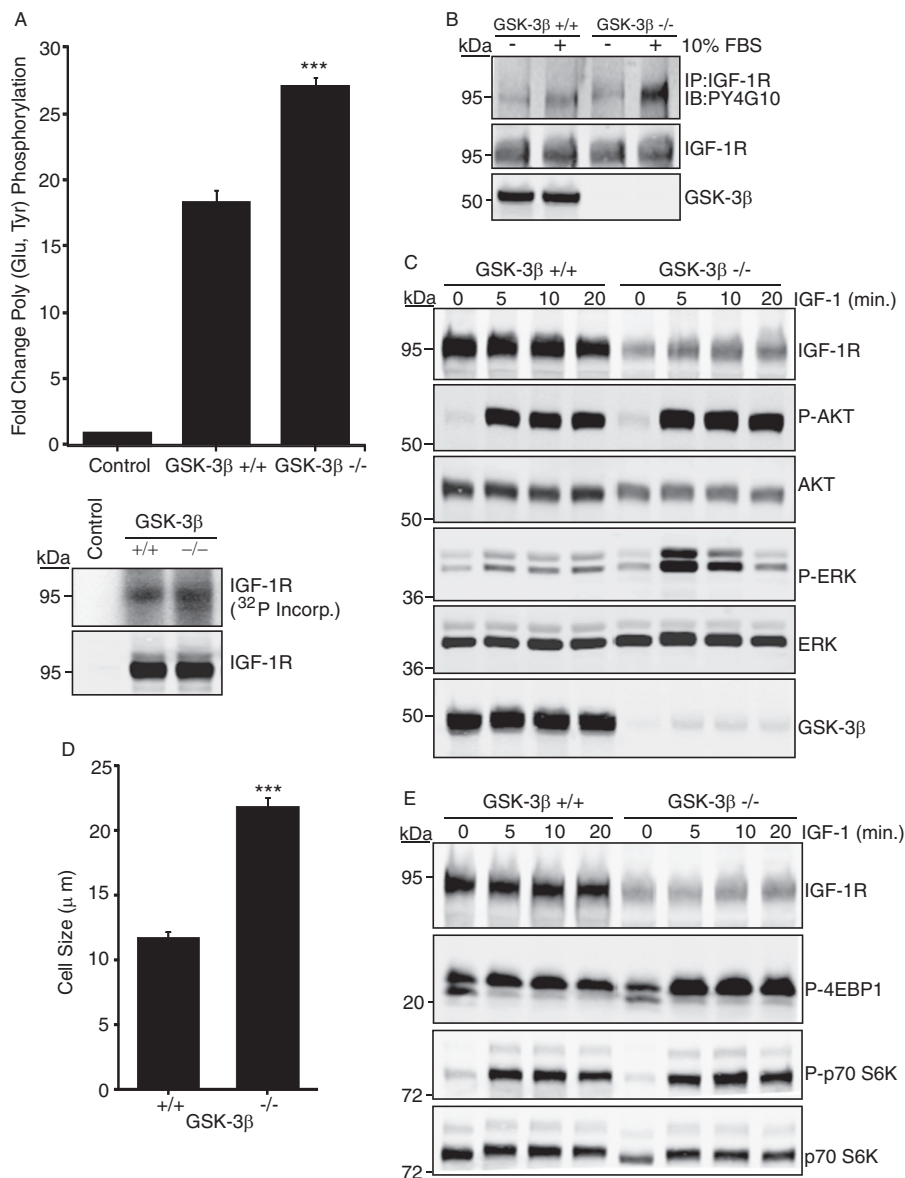 A
Fold Change Poly (Glu, Tyr) Phosphorylation
30
25
20
15
10
5
0
***
Control GSK-3β +/+ GSK-3β -/-
Control
GSK-3β
kDa
+/+ −/−
95
IGF-1R
(32P Incorp.)
95
IGF-1R
B
GSK-3β +/+ GSK-3β -/-
kDa
- + - + 10% FBS
95
IP:IGF-1R
IB:PY4G10
95
IGF-1R
50
GSK-3β
C
GSK-3β +/+ GSK-3β -/-
kDa
0 5 10 20 0 5 10 20 IGF-1 (min.)
95
IGF-1R
P-AKT
50
AKT
50
P-ERK
36
ERK
36
50
GSK-3β
D
Cell Size (μ m)
25
20
15
10
5
0
***
+/+ -/-
GSK-3β
E
GSK-3β +/+ GSK-3β -/-
kDa
0 5 10 20 0 5 10 20 IGF-1 (min.)
95
IGF-1R
P-4EBP1
20
P-p70 S6K
72
p70 S6K
72